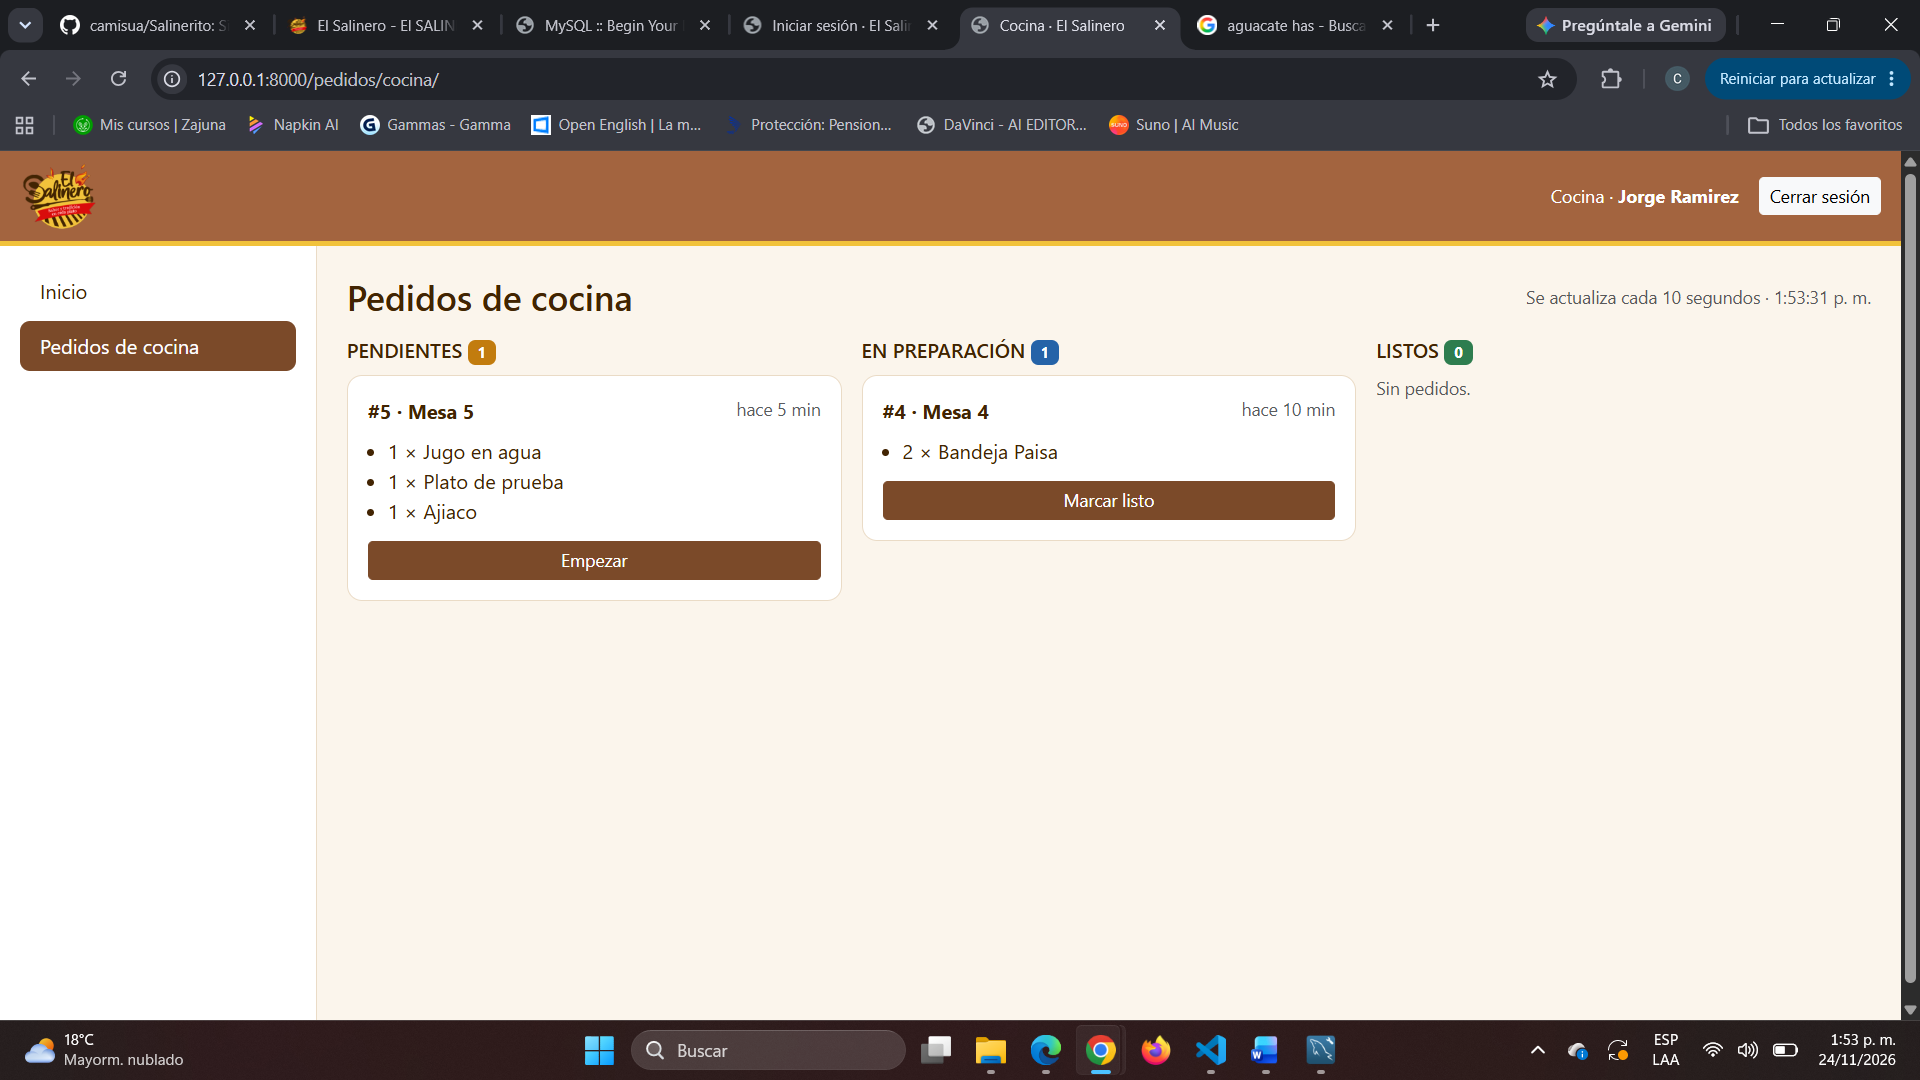 camisua/Salinerito: S
El Salinero - El SALIN
MySQL :: Begin Your
Iniciar sesión · El Salin
Cocina · El Salinero
aguacate has - Busca
Pregúntale a Gemini
127.0.0.1:8000/pedidos/cocina/
C
Reiniciar para actualizar
Mis cursos | Zajuna
Napkin AI
Gammas - Gamma
Open English | La m...
Protección: Pension...
DaVinci - AI EDITOR...
Suno | AI Music
Todos los favoritos
El Salinero
Cocina · Jorge Ramirez
Cerrar sesión
Inicio
Pedidos de cocina
Pedidos de cocina
Se actualiza cada 10 segundos · 1:53:31 p. m.
PENDIENTES 1
#5 · Mesa 5
hace 5 min
1 × Jugo en agua
1 × Plato de prueba
1 × Ajiaco
Empezar
EN PREPARACIÓN 1
#4 · Mesa 4
hace 10 min
2 × Bandeja Paisa
Marcar listo
LISTOS 0
Sin pedidos.
18°C
Mayorm. nublado
Buscar
ESP
LAA
1:53 p. m.
24/11/2026